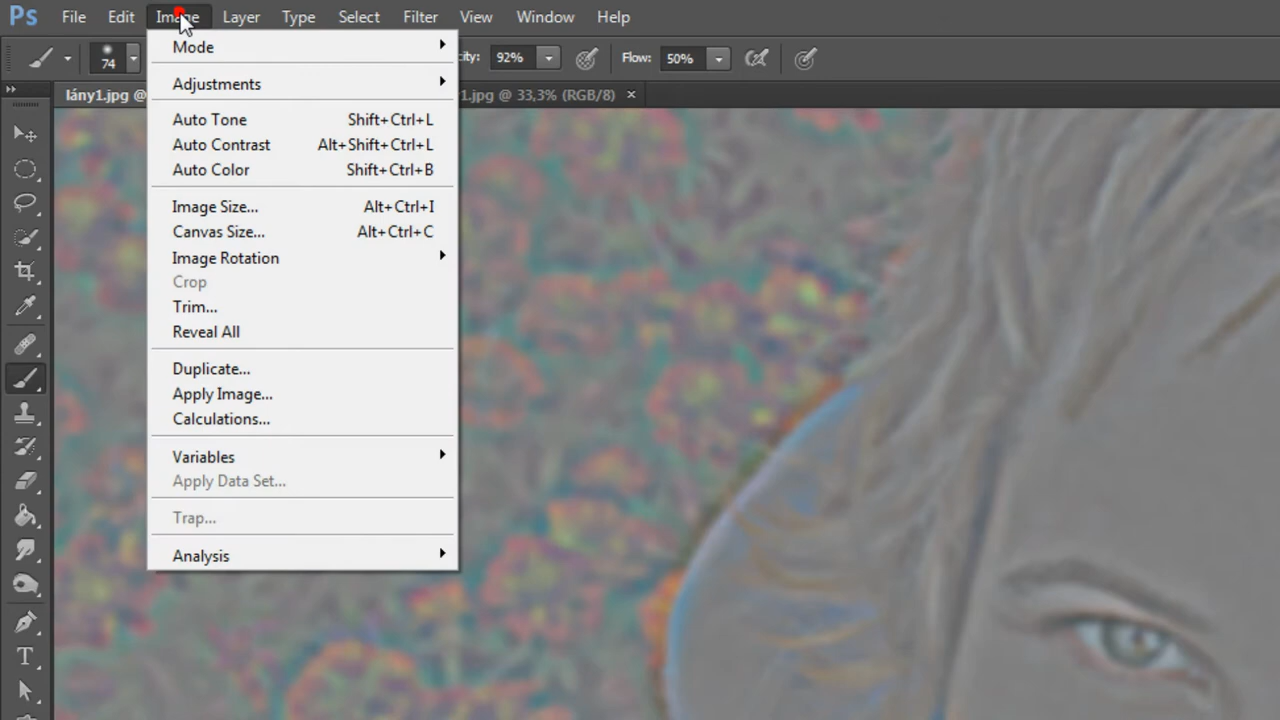 Ps File Edit Image Layer Type Select Filter View Window Help
74 city: 92% Flow: 50%
lány1.jpg @ 1.jpg @ 33,3% (RGB/8) ×
Mode
Adjustments
Auto Tone Shift+Ctrl+L
Auto Contrast Alt+Shift+Ctrl+L
Auto Color Shift+Ctrl+B
Image Size... Alt+Ctrl+I
Canvas Size... Alt+Ctrl+C
Image Rotation
Crop
Trim...
Reveal All
Duplicate...
Apply Image...
Calculations...
Variables
Apply Data Set...
Trap...
Analysis
T